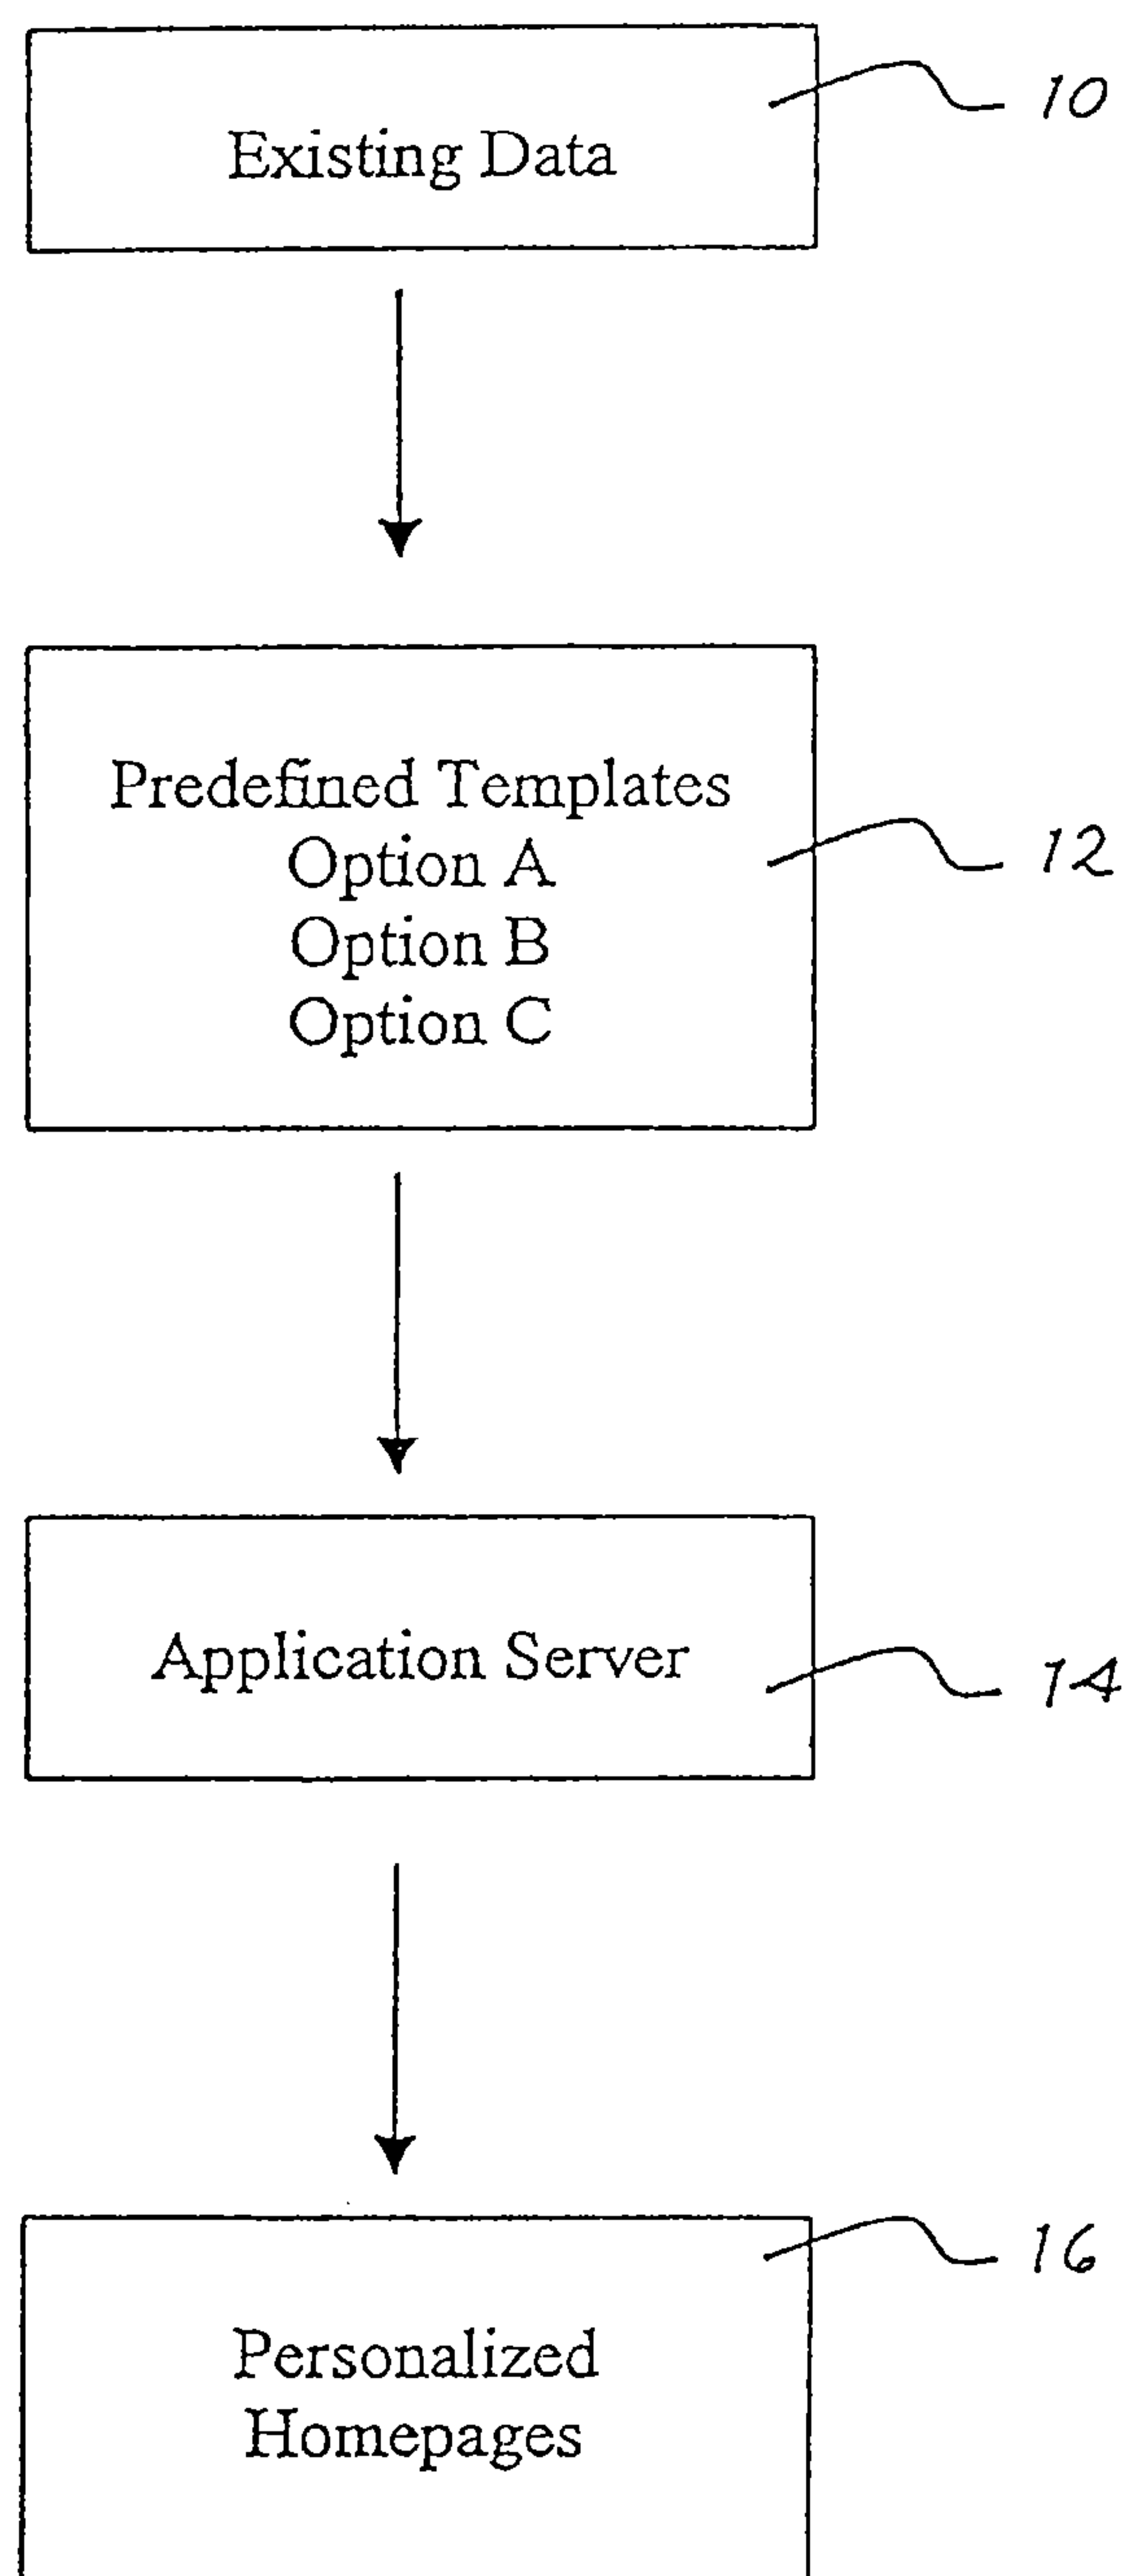 10
Existing Data
Predefined Templates
Option A
12
Option B
Option C
Application Server
14
16
Personalized
Homepages